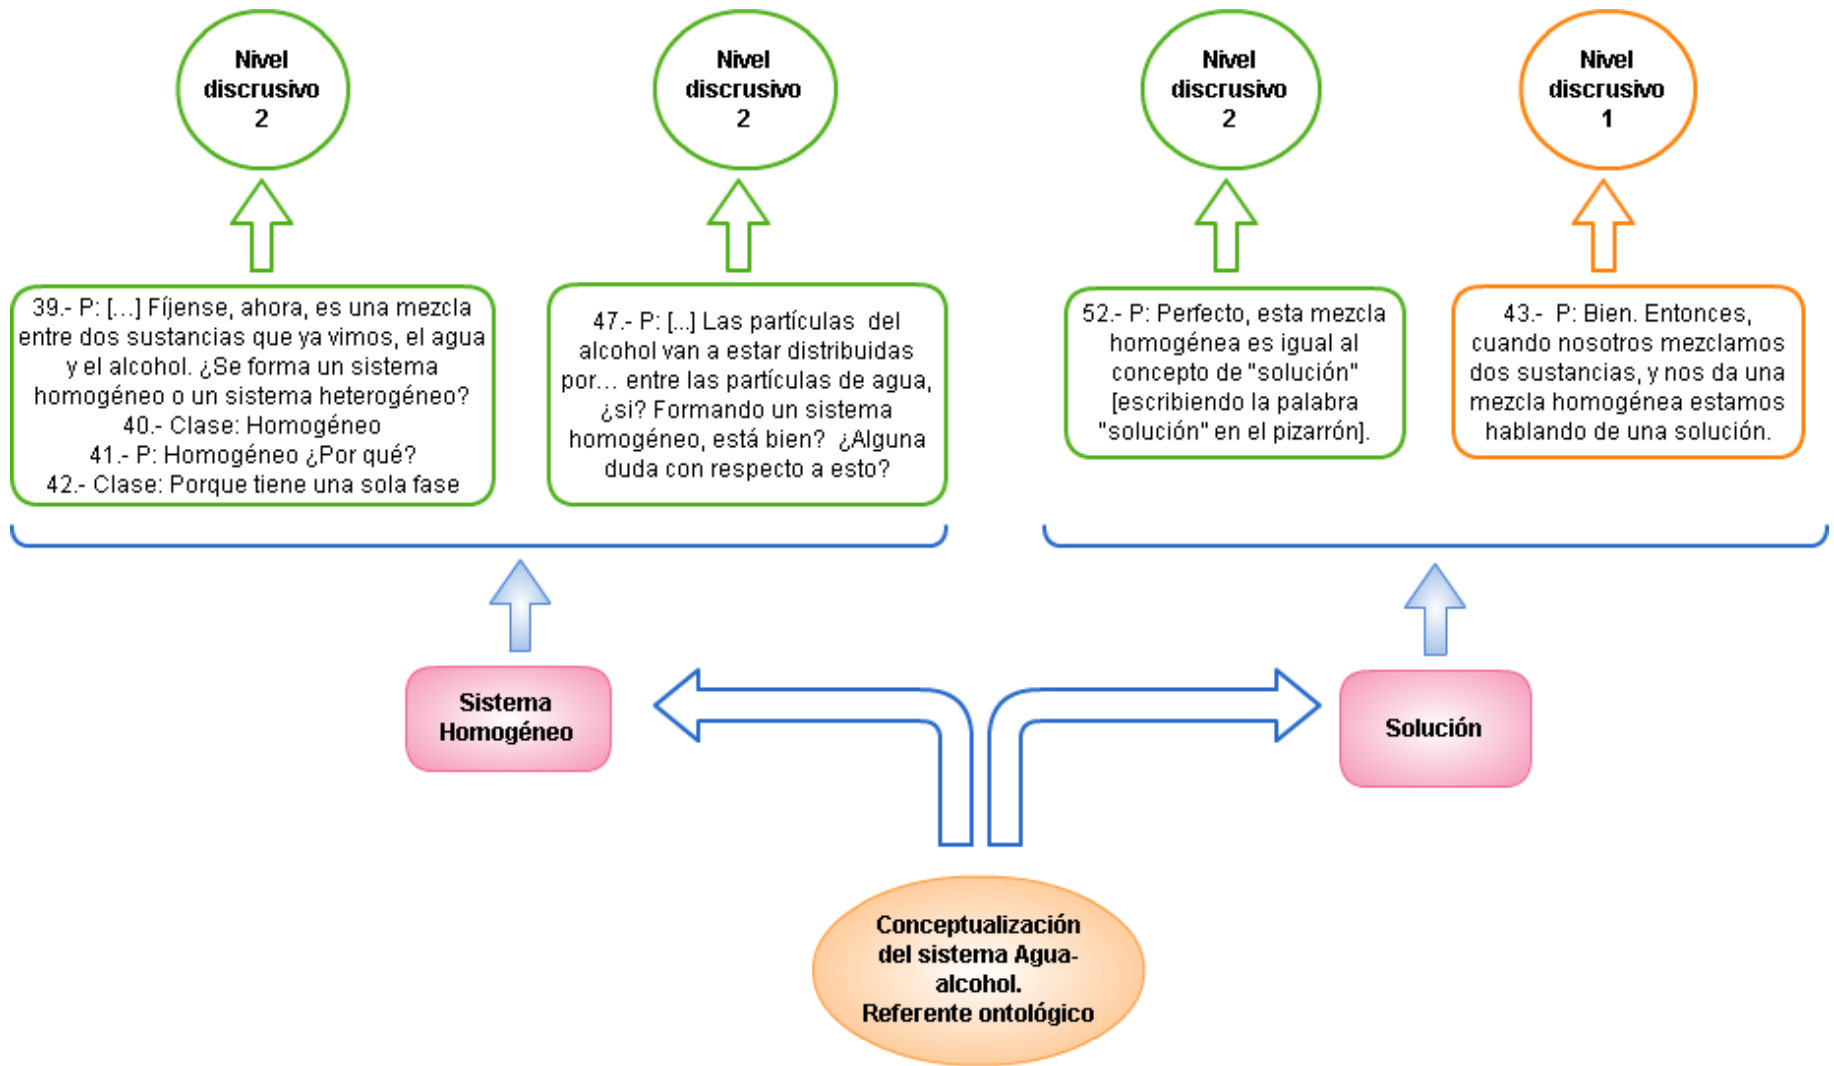 Nivel
discrusivo
2
Nivel
discrusivo
2
Nivel
discrusivo
2
Nivel
discrusivo
1
39.- P: [...] Fíjense, ahora, es una mezcla
entre dos sustancias que ya vimos, el agua
y el alcohol. ¿Se forma un sistema
homogéneo o un sistema heterogéneo?
40.- Clase: Homogéneo
41.- P: Homogéneo ¿Por qué?
42.- Clase: Porque tiene una sola fase
47.- P: [...] Las partículas del
alcohol van a estar distribuidas
por... entre las partículas de agua,
¿si? Formando un sistema
homogéneo, está bien? ¿Alguna
duda con respecto a esto?
52.- P: Perfecto, esta mezcla
homogénea es igual al
concepto de "solución"
[escribiendo la palabra
"solución" en el pizarrón].
43.- P: Bien. Entonces,
cuando nosotros mezclamos
dos sustancias, y nos da una
mezcla homogénea estamos
hablando de una solución.
Sistema
Homogéneo
Solución
Conceptualización
del sistema Agua-
alcohol.
Referente ontológico